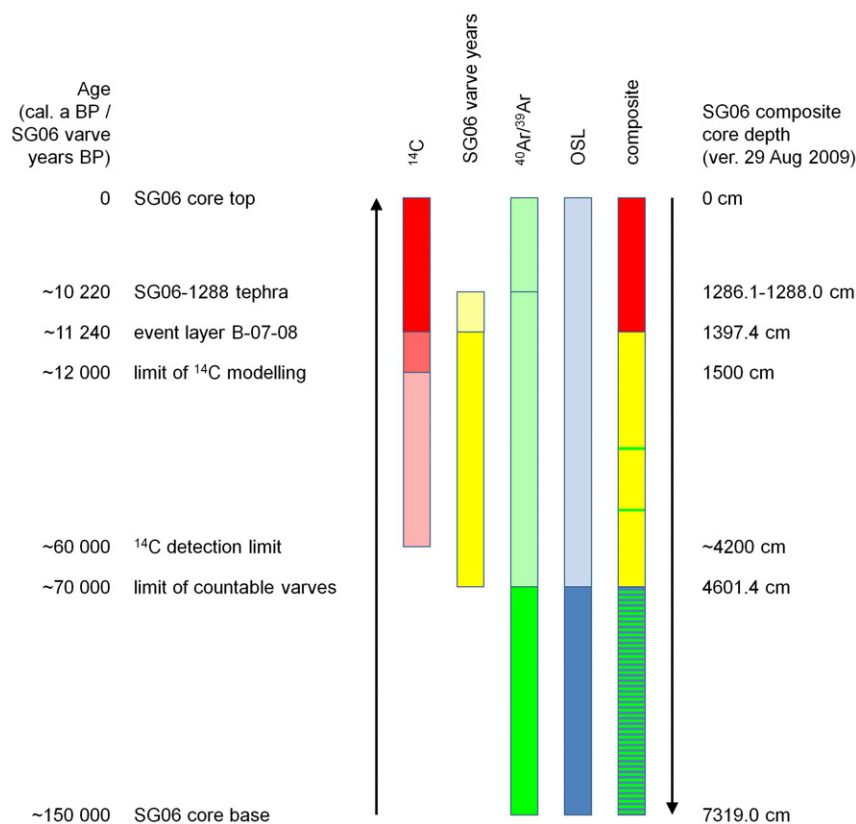 Age
(cal. a BP /
SG06 varve
years BP)
¹⁴C
SG06 varve years
⁴⁰Ar/³⁹Ar
OSL
composite
SG06 composite
core depth
(ver. 29 Aug 2009)
0 SG06 core top 0 cm
~10 220 SG06-1288 tephra 1286.1-1288.0 cm
~11 240 event layer B-07-08 1397.4 cm
~12 000 limit of ¹⁴C modelling 1500 cm
~60 000 ¹⁴C detection limit ~4200 cm
~70 000 limit of countable varves 4601.4 cm
~150 000 SG06 core base 7319.0 cm